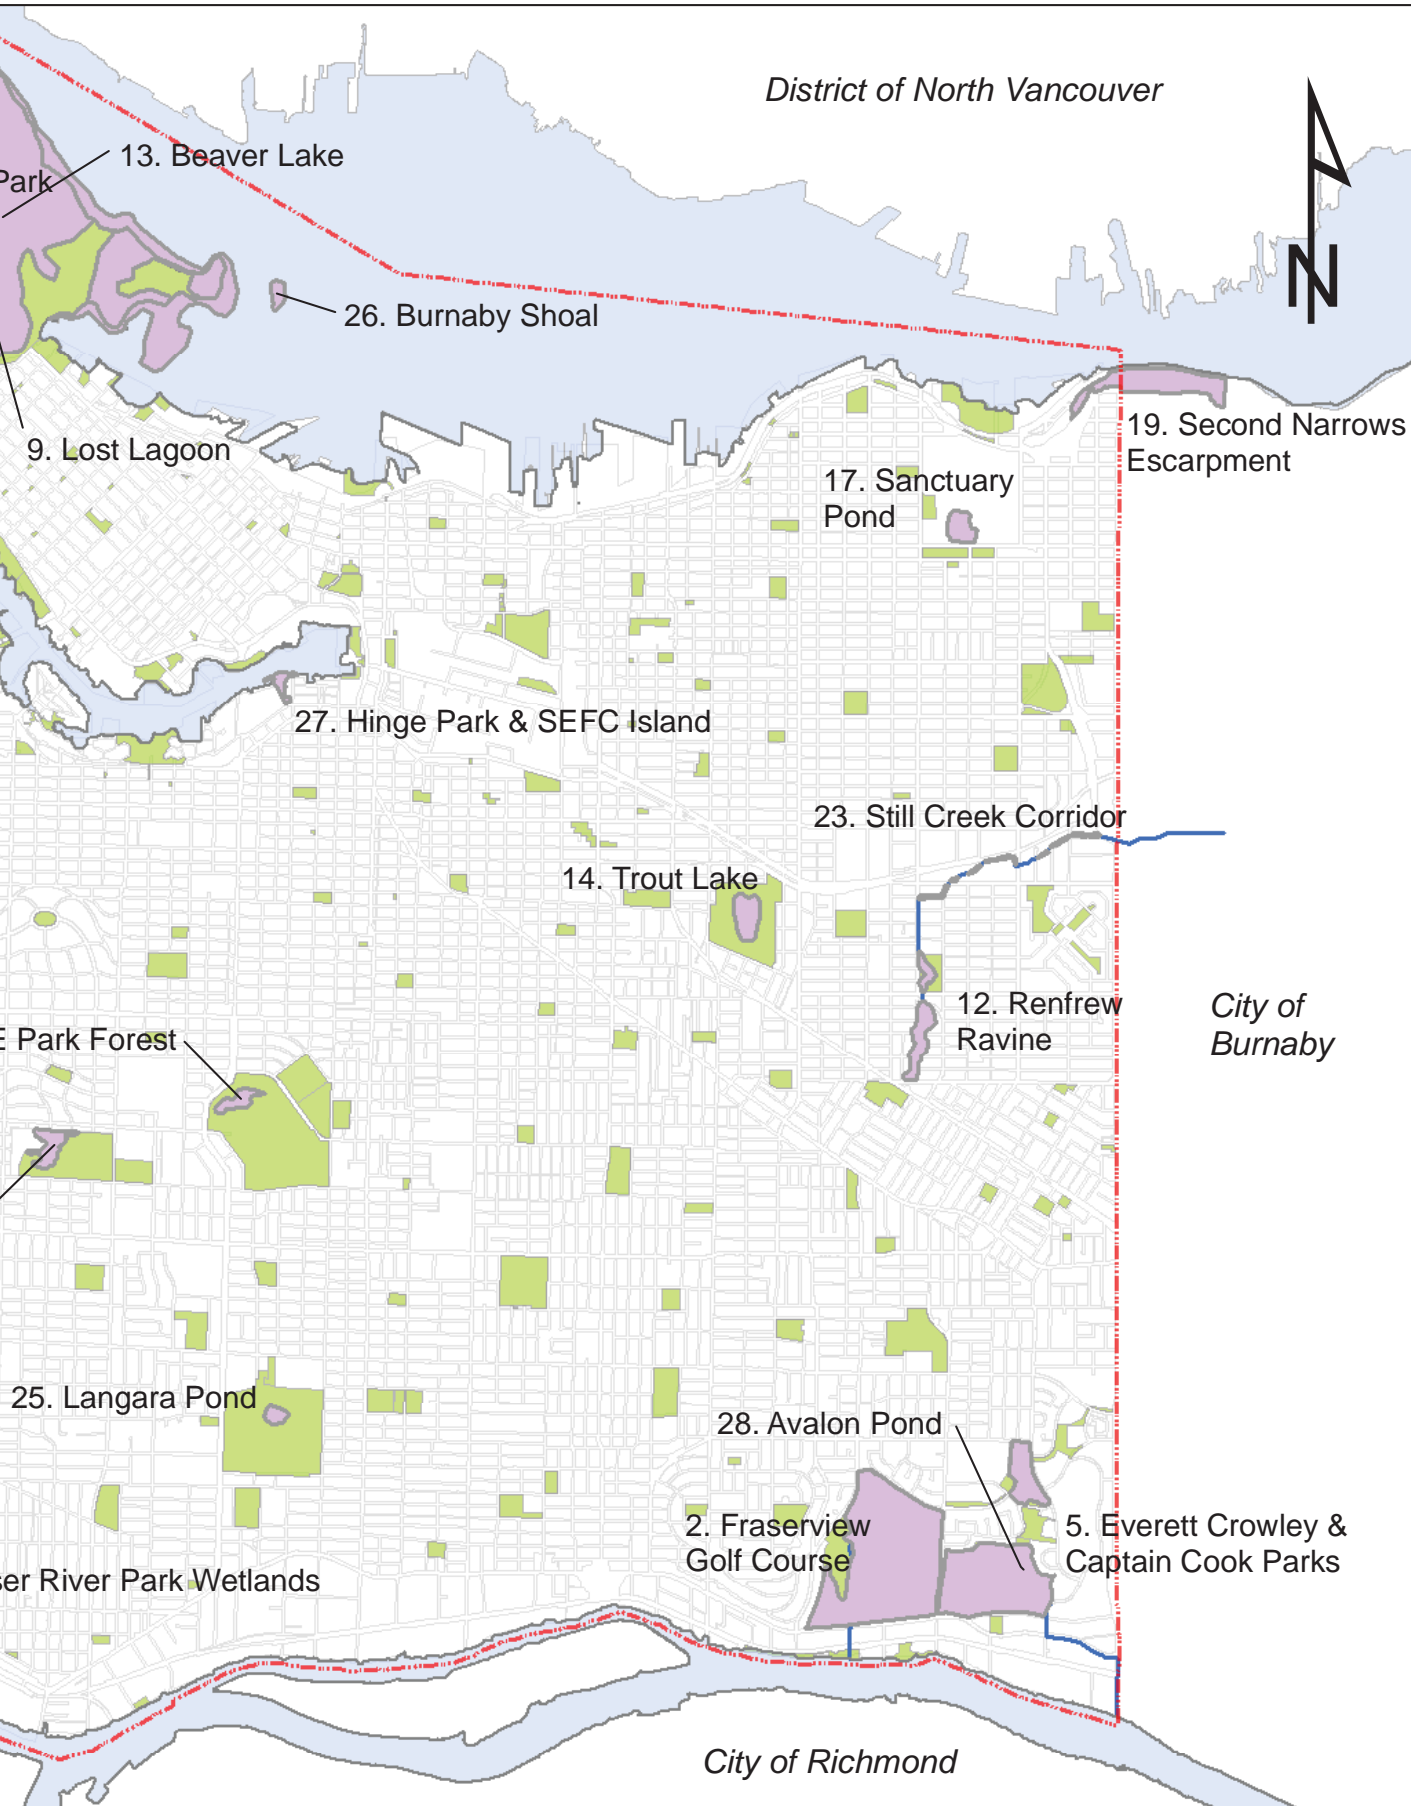 District of North Vancouver
13. Beaver Lake
Park
N
26. Burnaby Shoal
19. Second Narrows
Escarpment
9. Lost Lagoon
17. Sanctuary
Pond
27. Hinge Park & SEFC Island
23. Still Creek Corridor
14. Trout Lake
12. Renfrew
Ravine
City of
Burnaby
E Park Forest
25. Langara Pond
28. Avalon Pond
2. Fraserview
Golf Course
5. Everett Crowley &
Captain Cook Parks
ser River Park Wetlands
City of Richmond